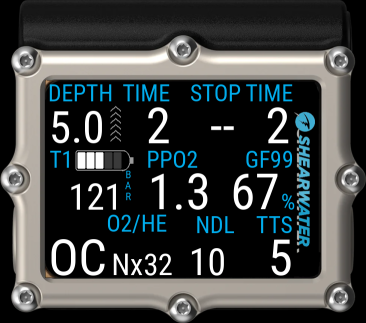 DEPTH TIME STOP TIME
5.0 2 -- 2
T1 PPO2 GF99
121 BAR 1.3 67%
O2/HE NDL TTS
OC Nx32 10 5
SHEARWATER